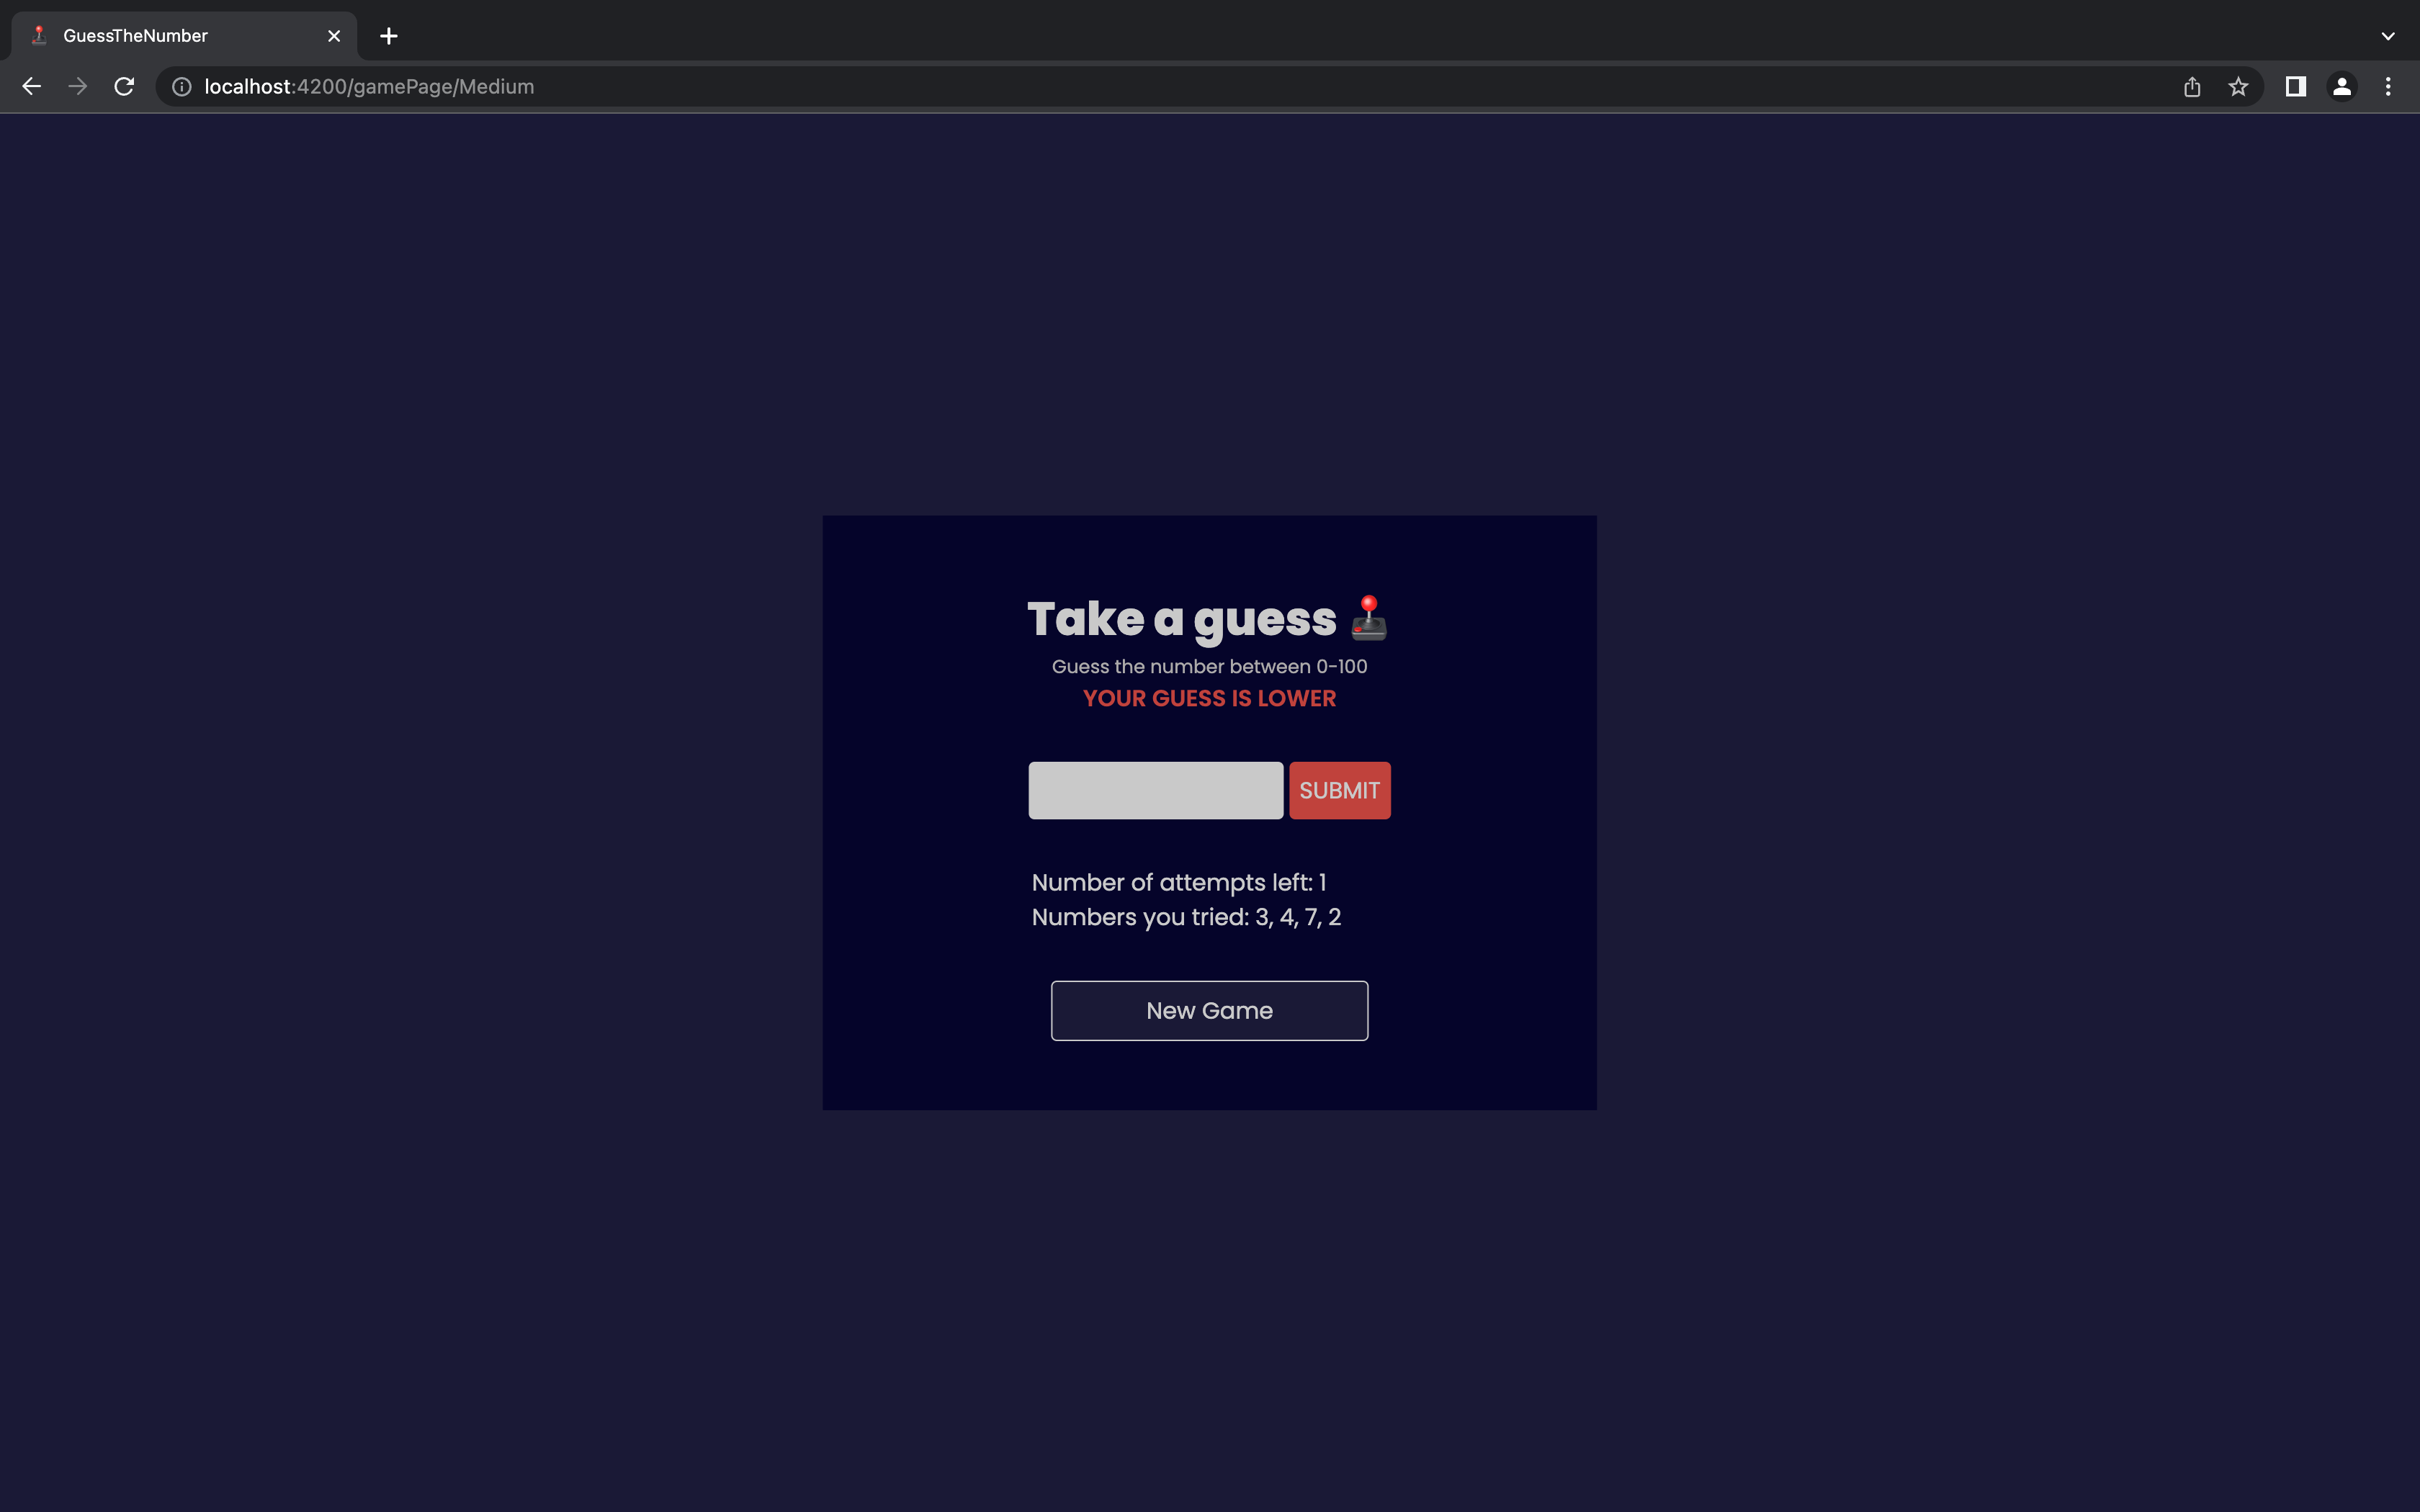 GuessTheNumber
localhost:4200/gamePage/Medium
Take a guess
Guess the number between 0-100
YOUR GUESS IS LOWER
SUBMIT
Number of attempts left: 1
Numbers you tried: 3, 4, 7, 2
New Game